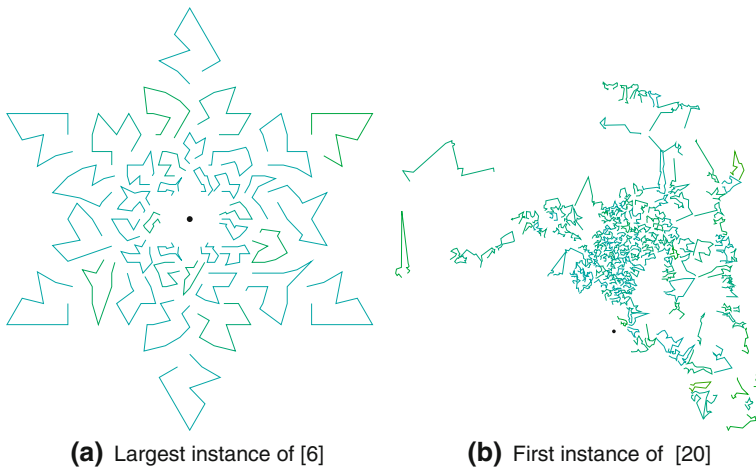 (a) Largest instance of [6]
(b) First instance of [20]